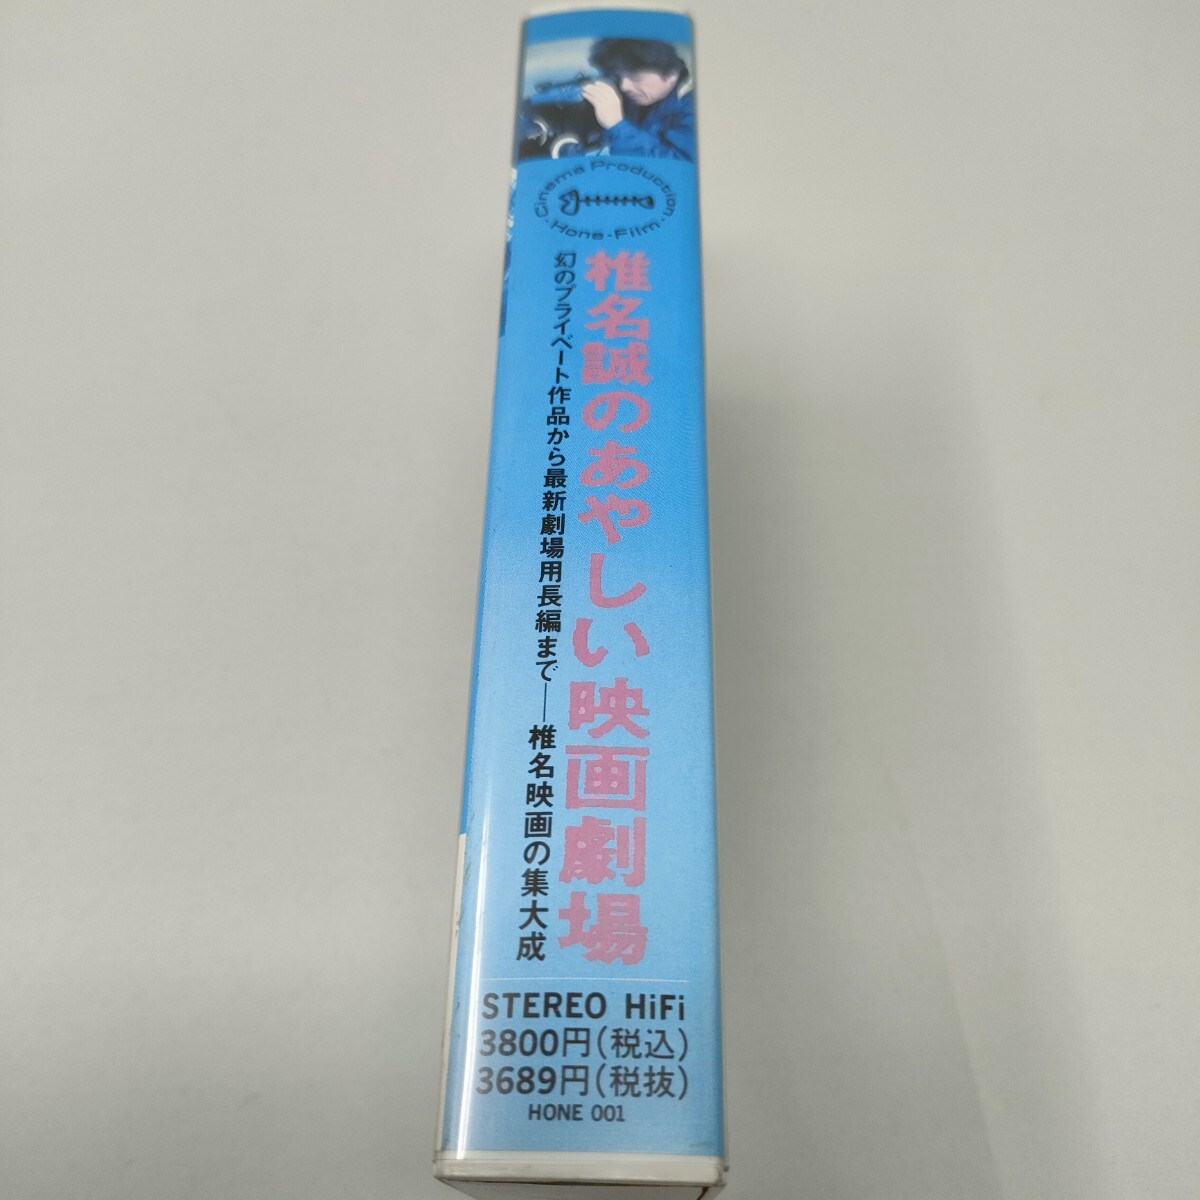 Cinema Production
・Hone・Film・
椎名誠のあやしい映画劇場
幻のプライベート作品から最新劇場用長編まで──椎名映画の集大成
STEREO HiFi
3800円(税込)
3689円(税抜)
HONE 001